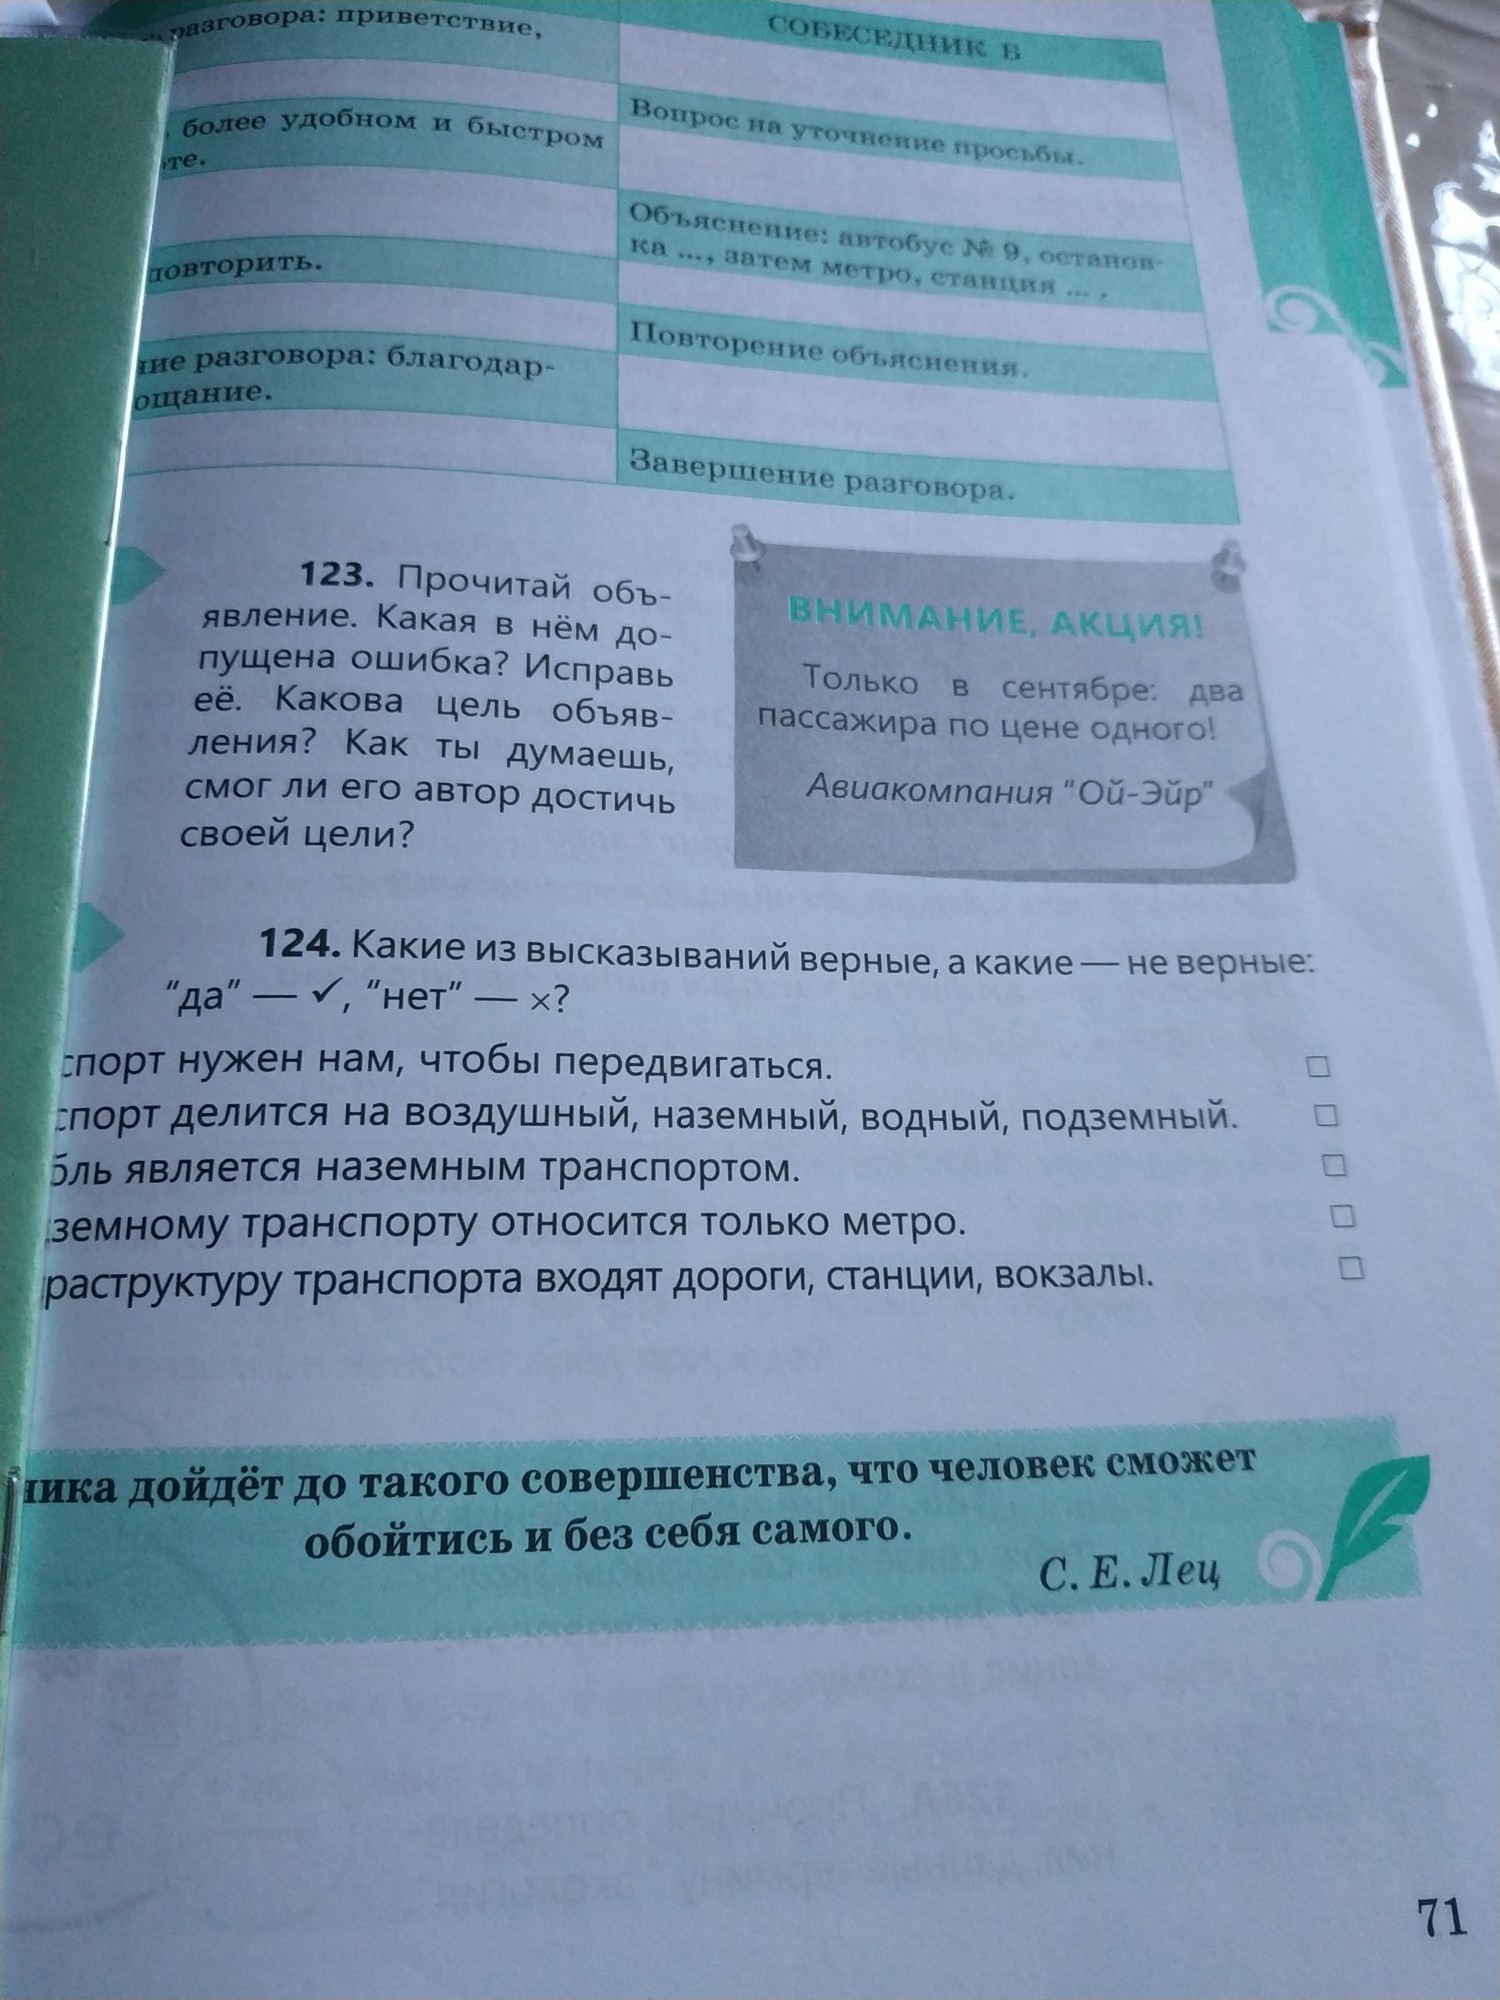 разговора: приветствие,
СОБЕСЕДНИК В
Вопрос на уточнение просьбы.
более удобном и быстром
те.
Объяснение: автобус № 9, останов-
ка ..., затем метро, станция ... .
повторить.
Повторение объяснения.
ние разговора: благодар-
ощание.
Завершение разговора.
123. Прочитай объ-
явление. Какая в нём до-
пущена ошибка? Исправь
её. Какова цель объяв-
ления? Как ты думаешь,
смог ли его автор достичь
своей цели?
ВНИМАНИЕ, АКЦИЯ!
Только в сентябре: два
пассажира по цене одного!
Авиакомпания "Ой-Эйр"
124. Какие из высказываний верные, а какие — не верные:
"да" — ✓, "нет" — ×?
спорт нужен нам, чтобы передвигаться.
спорт делится на воздушный, наземный, водный, подземный.
бль является наземным транспортом.
земному транспорту относится только метро.
раструктуру транспорта входят дороги, станции, вокзалы.
ника дойдёт до такого совершенства, что человек сможет
обойтись и без себя самого.
С. Е. Лец
71